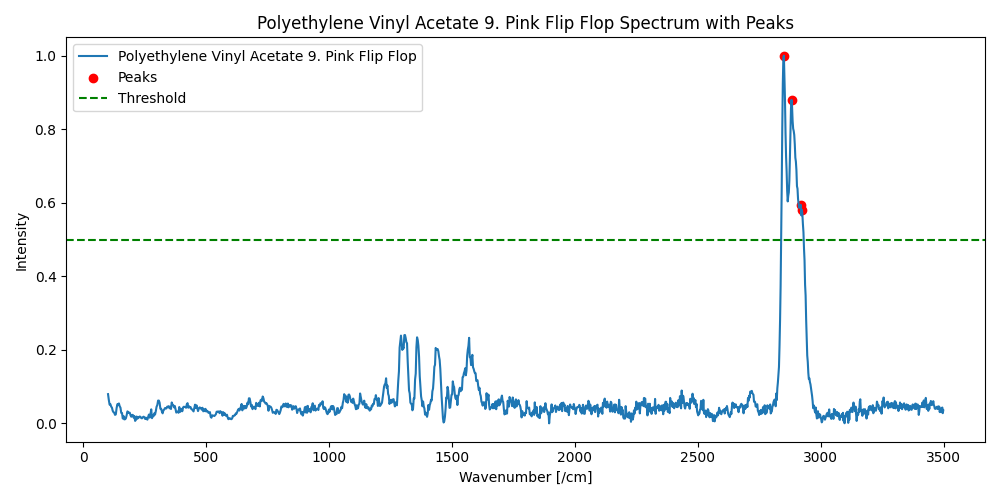 Polyethylene Vinyl Acetate 9. Pink Flip Flop Spectrum with Peaks
Polyethylene Vinyl Acetate 9. Pink Flip Flop
Peaks
Threshold
Intensity
1.0
0.8
0.6
0.4
0.2
0.0
0 500 1000 1500 2000 2500 3000 3500
Wavenumber [/cm]